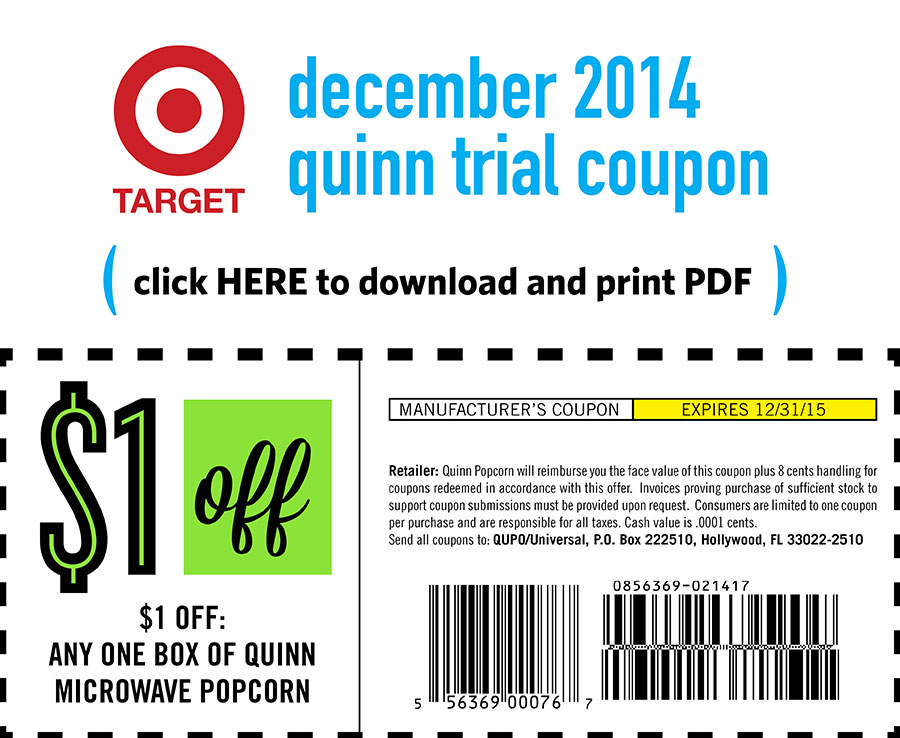 TARGET
december 2014
quinn trial coupon
( click HERE to download and print PDF )
$1 off
$1 OFF:
ANY ONE BOX OF QUINN
MICROWAVE POPCORN
MANUFACTURER'S COUPON EXPIRES 12/31/15
Retailer: Quinn Popcorn will reimburse you the face value of this coupon plus 8 cents handling for
coupons redeemed in accordance with this offer. Invoices proving purchase of sufficient stock to
support coupon submissions must be provided upon request. Consumers are limited to one coupon
per purchase and are responsible for all taxes. Cash value is .0001 cents.
Send all coupons to: QUPO/Universal, P.O. Box 222510, Hollywood, FL 33022-2510
0856369-021417
5 56369 00076 7